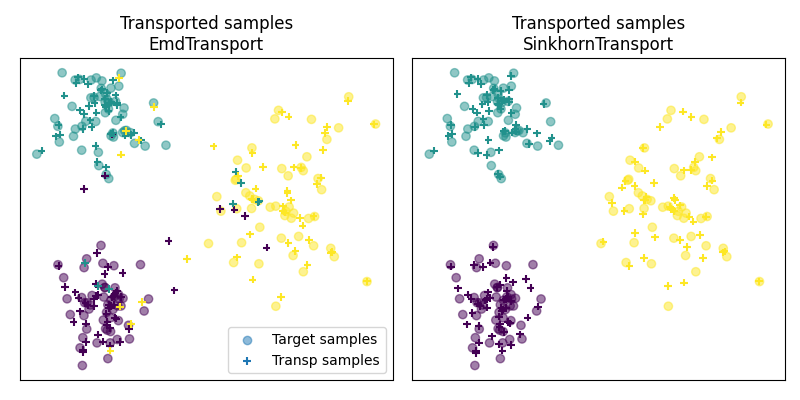 Transported samples
EmdTransport
Transported samples
SinkhornTransport
Target samples
Transp samples